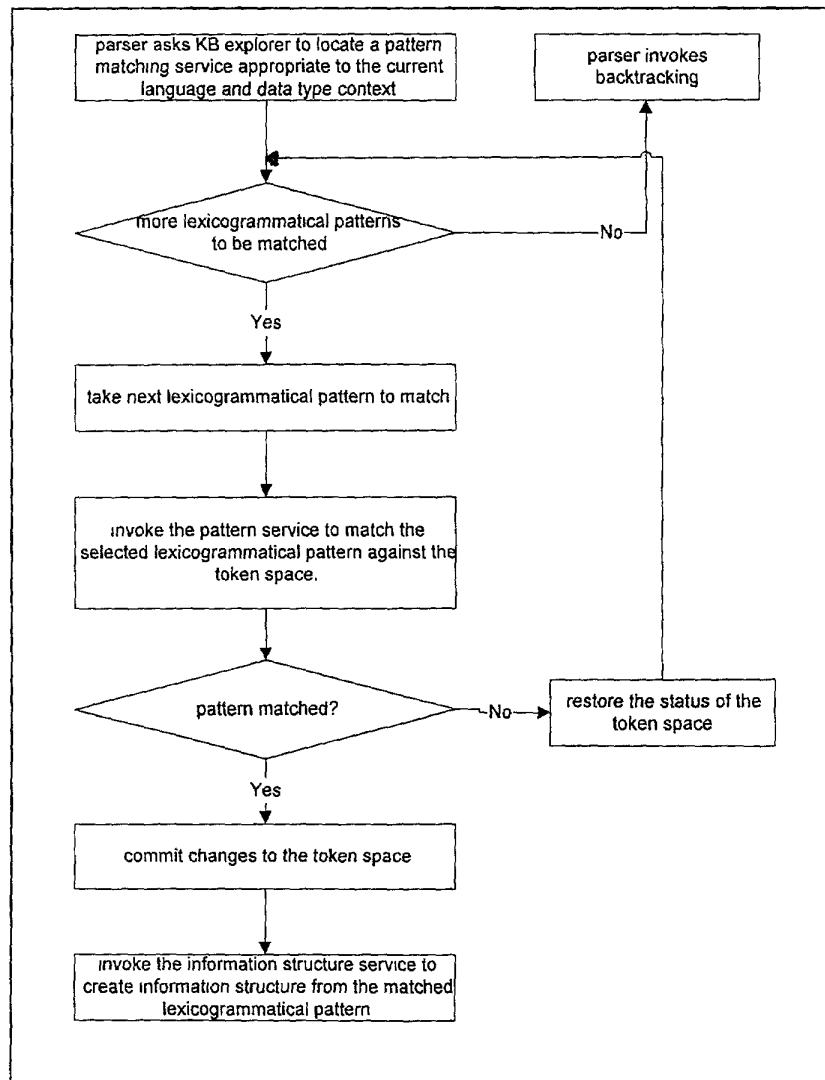 parser asks KB explorer to locate a pattern
matching service appropriate to the current
language and data type context
parser invokes
backtracking
more lexicogrammatical patterns
to be matched
No
Yes
take next lexicogrammatical pattern to match
invoke the pattern service to match the
selected lexicogrammatical pattern against the
token space.
pattern matched?
No
restore the status of the
token space
Yes
commit changes to the token space
invoke the information structure service to
create information structure from the matched
lexicogrammatical pattern